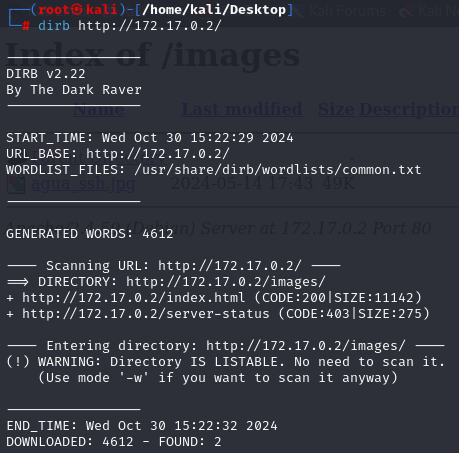 ┌──(root㉿kali)-[/home/kali/Desktop]
└─# dirb http://172.17.0.2/
Kali Forums
Kali N
Index of /images
-----------------
DIRB v2.22
By The Dark Raver
-----------------
Name Last modified Size Description
START_TIME: Wed Oct 30 15:22:29 2024
URL_BASE: http://172.17.0.2/
WORDLIST_FILES: /usr/share/dirb/wordlists/common.txt
agua_ssh.jpg 2024-05-14 17:43 49K
-----------------
(Debian) Server at 172.17.0.2 Port 80
GENERATED WORDS: 4612
---- Scanning URL: http://172.17.0.2/ ----
==> DIRECTORY: http://172.17.0.2/images/
+ http://172.17.0.2/index.html (CODE:200|SIZE:11142)
+ http://172.17.0.2/server-status (CODE:403|SIZE:275)
---- Entering directory: http://172.17.0.2/images/ ----
(!) WARNING: Directory IS LISTABLE. No need to scan it.
(Use mode '-w' if you want to scan it anyway)
-----------------
END_TIME: Wed Oct 30 15:22:32 2024
DOWNLOADED: 4612 - FOUND: 2